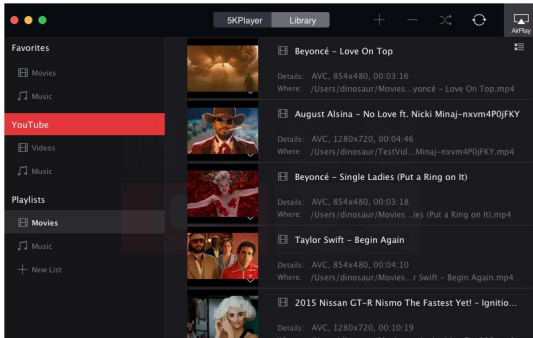 5KPlayer
Library
AirPlay
Favorites
Movies
Music
YouTube
Videos
Music
Playlists
Movies
Music
New List
Beyoncé – Love On Top
Details: AVC, 854x480, 00:03:16
Where: /Users/dinosaur/Movies...yoncé – Love On Top.mp4
August Alsina – No Love ft. Nicki Minaj-nxvm4P0jFKY
Details: AVC, 1280x720, 00:04:46
Where: /Users/dinosaur/TestVid...Minaj-nxvm4P0jFKY.mp4
Beyoncé – Single Ladies (Put a Ring on It)
Details: AVC, 854x480, 00:03:18
Where: /Users/dinosaur/Movies...ies (Put a Ring on It).mp4
Taylor Swift – Begin Again
Details: AVC, 854x480, 00:04:10
Where: /Users/dinosaur/Movies...r Swift – Begin Again.mp4
2015 Nissan GT-R Nismo The Fastest Yet! – Ignitio...
Details: AVC, 1280x720, 00:10:19